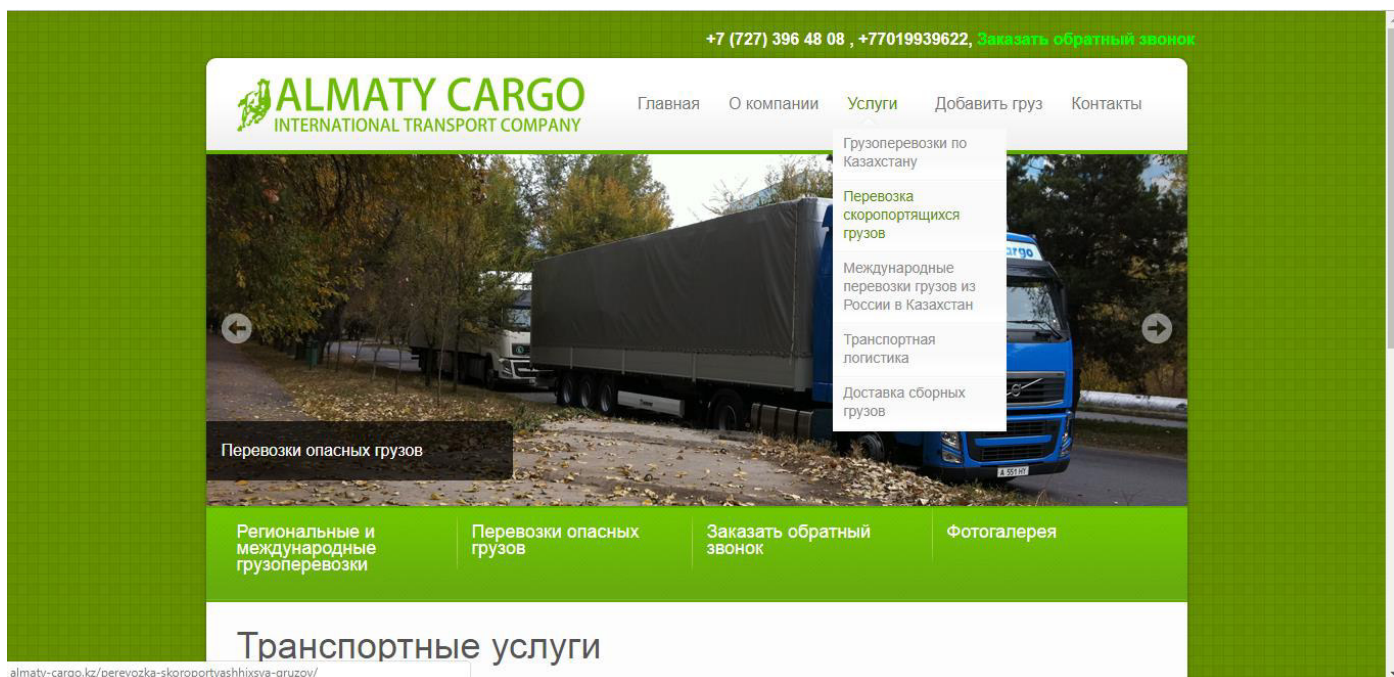 +7 (727) 396 48 08 , +77019939622, Заказать обратный звонок
ALMATY CARGO
INTERNATIONAL TRANSPORT COMPANY
Главная О компании Услуги Добавить груз Контакты
Грузоперевозки по
Казахстану
Перевозка
скоропортящихся
грузов
Международные
перевозки грузов из
России в Казахстан
Транспортная
логистика
Доставка сборных
грузов
argo
A 551 HY
Перевозки опасных грузов
Региональные и
международные
грузоперевозки
Перевозки опасных
грузов
Заказать обратный
звонок
Фотогалерея
Транспортные услуги
almaty-cargo.kz/perevozka-skoroportyashhixsya-gruzov/